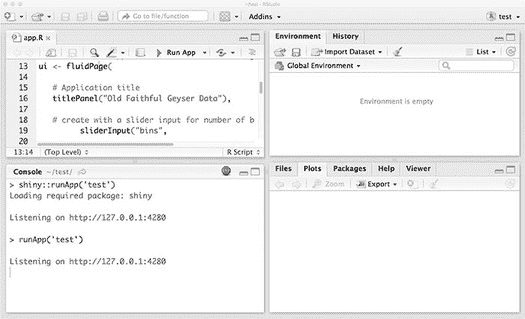 ~/test - RStudio
Go to file/function
Addins
test
app.R
Run App
13 ui <- fluidPage(
14
15 # Application title
16 titlePanel("Old Faithful Geyser Data"),
17
18 # create with a slider input for number of b
19 sliderInput("bins",
20
13:14 (Top Level) R Script
Console ~/test/
> shiny::runApp('test')
Loading required package: shiny
Listening on http://127.0.0.1:4280
> runApp('test')
Listening on http://127.0.0.1:4280
Environment History
Import Dataset List
Global Environment
Environment is empty
Files Plots Packages Help Viewer
Zoom Export